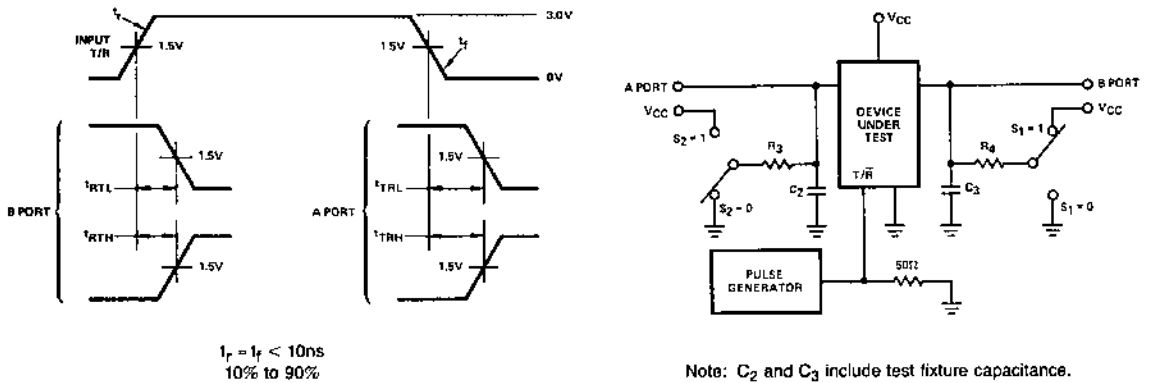 tr
3.0V
INPUT
T/R̅
1.5V
1.5V
tf
0V
1.5V
1.5V
tRTL
tTRL
B PORT
A PORT
tRTH
tTRH
1.5V
1.5V
tr = tf < 10ns
10% to 90%
VCC
A PORT
B PORT
VCC
VCC
DEVICE
UNDER
TEST
S2 = 1
S1 = 1
R3
R4
T/R̅
C2
C3
S2 = 0
S1 = 0
PULSE
GENERATOR
50Ω
Note: C2 and C3 include test fixture capacitance.